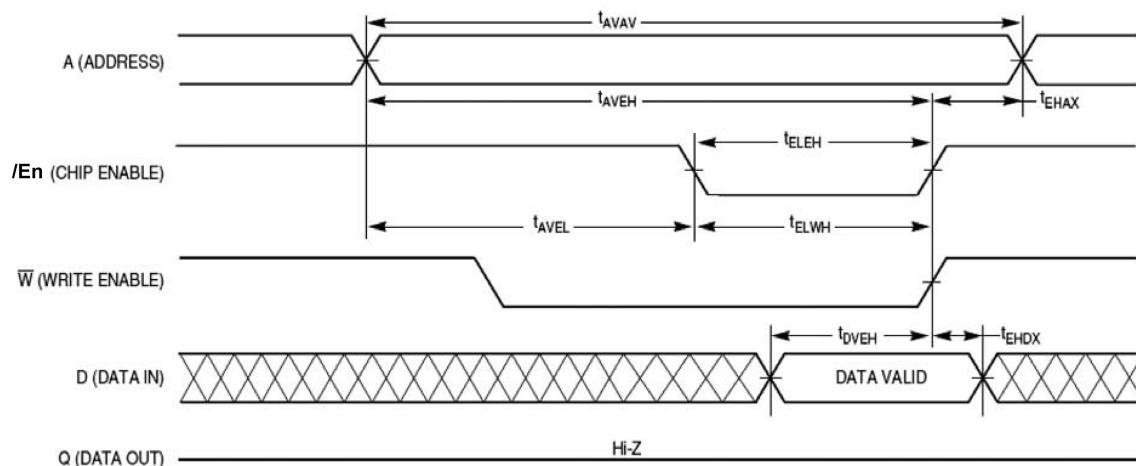 tAVAV
A (ADDRESS)
tAVEH
tEHAX
tELEH
/En (CHIP ENABLE)
tAVEL
tELWH
W̅ (WRITE ENABLE)
tDVEH
tEHDX
D (DATA IN)
DATA VALID
Hi-Z
Q (DATA OUT)